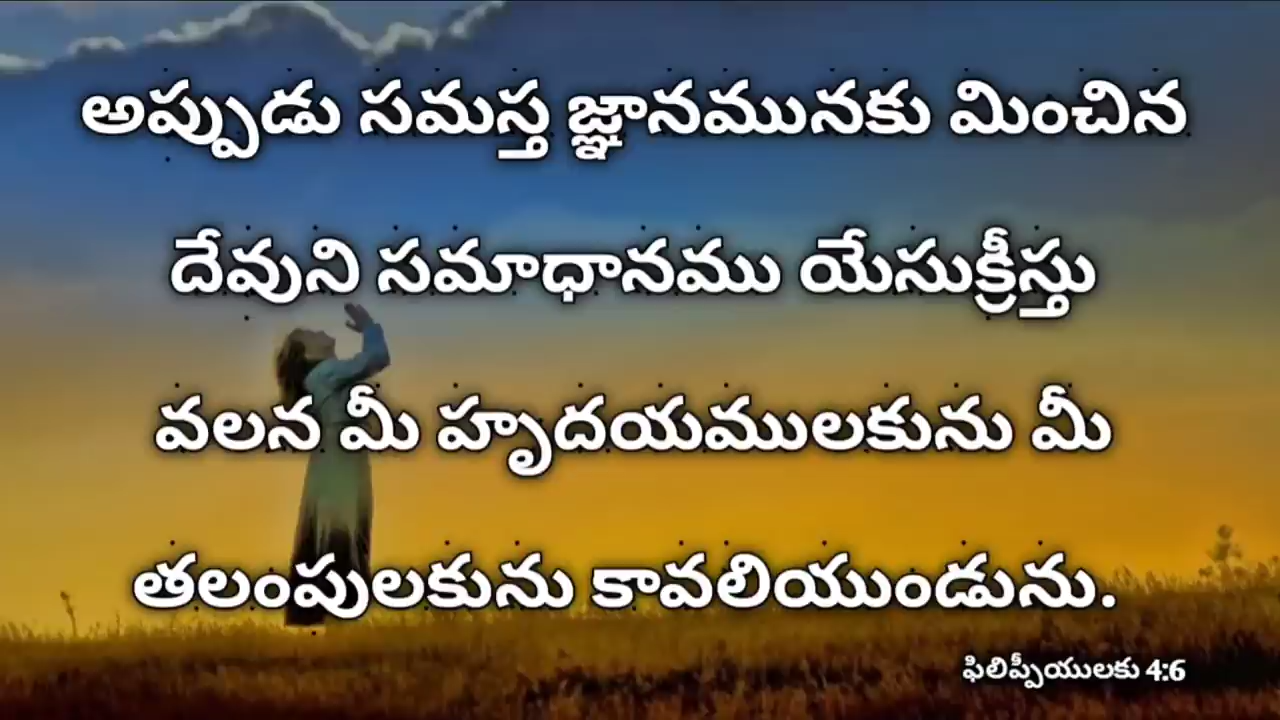 అప్పుడు సమస్త జ్ఞానమునకు మించిన
దేవుని సమాధానము యేసుక్రీస్తు
వలన మీ హృదయములకును మీ
తలంపులకును కావలియుండును.
ఫిలిప్పీయులకు 4:6